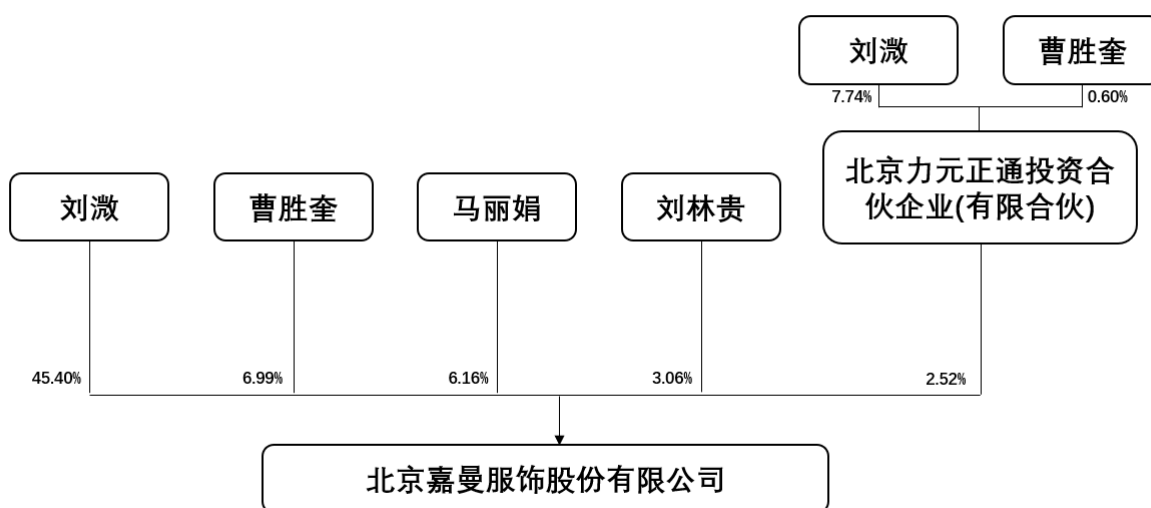 刘溦
曹胜奎
7.74%
0.60%
北京力元正通投资合
伙企业(有限合伙)
刘溦
曹胜奎
马丽娟
刘林贵
45.40%
6.99%
6.16%
3.06%
2.52%
北京嘉曼服饰股份有限公司